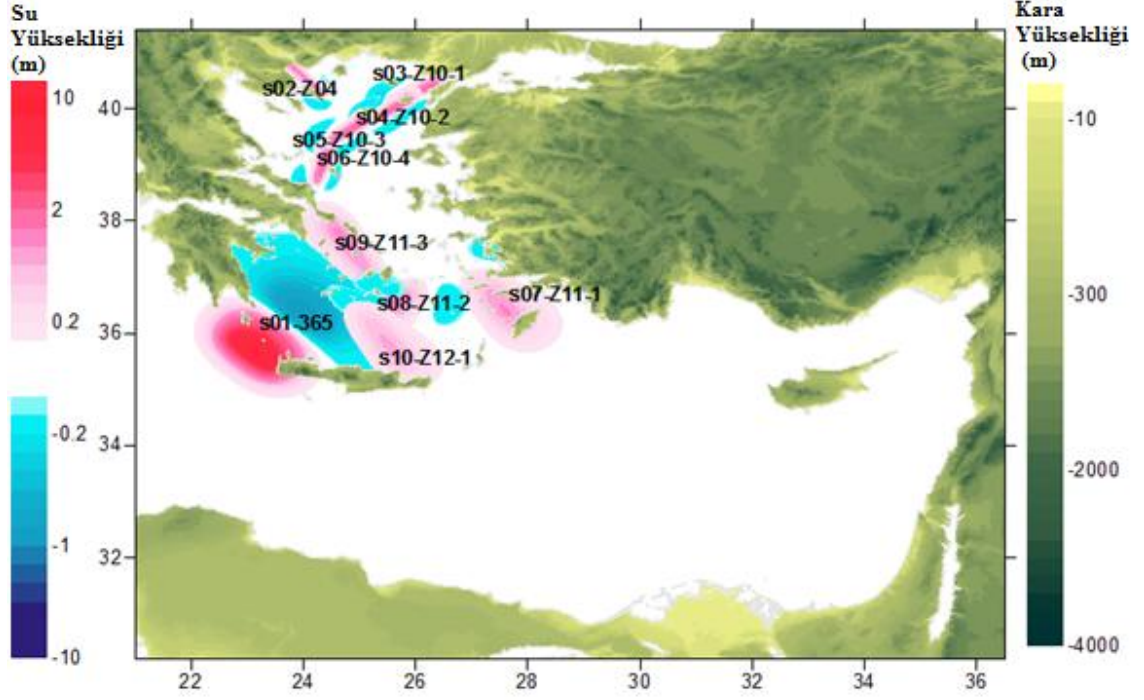 Su
Yüksekliği
(m)
10
2
0.2
-0.2
-1
-10
Kara
Yüksekliği
(m)
-10
-300
-2000
-4000
40
38
36
34
32
22
24
26
28
30
32
34
36
s02-Z04
s03-Z10-1
s04-Z10-2
s05-Z10-3
s06-Z10-4
s09-Z11-3
s08-Z11-2
s07-Z11-1
s01-365
s10-Z12-1